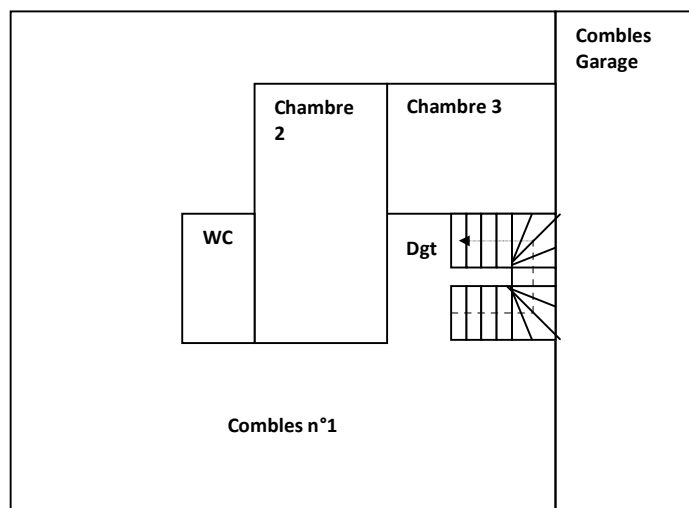 Combles
Garage
Chambre
2
Chambre 3
WC
Dgt
Combles n°1